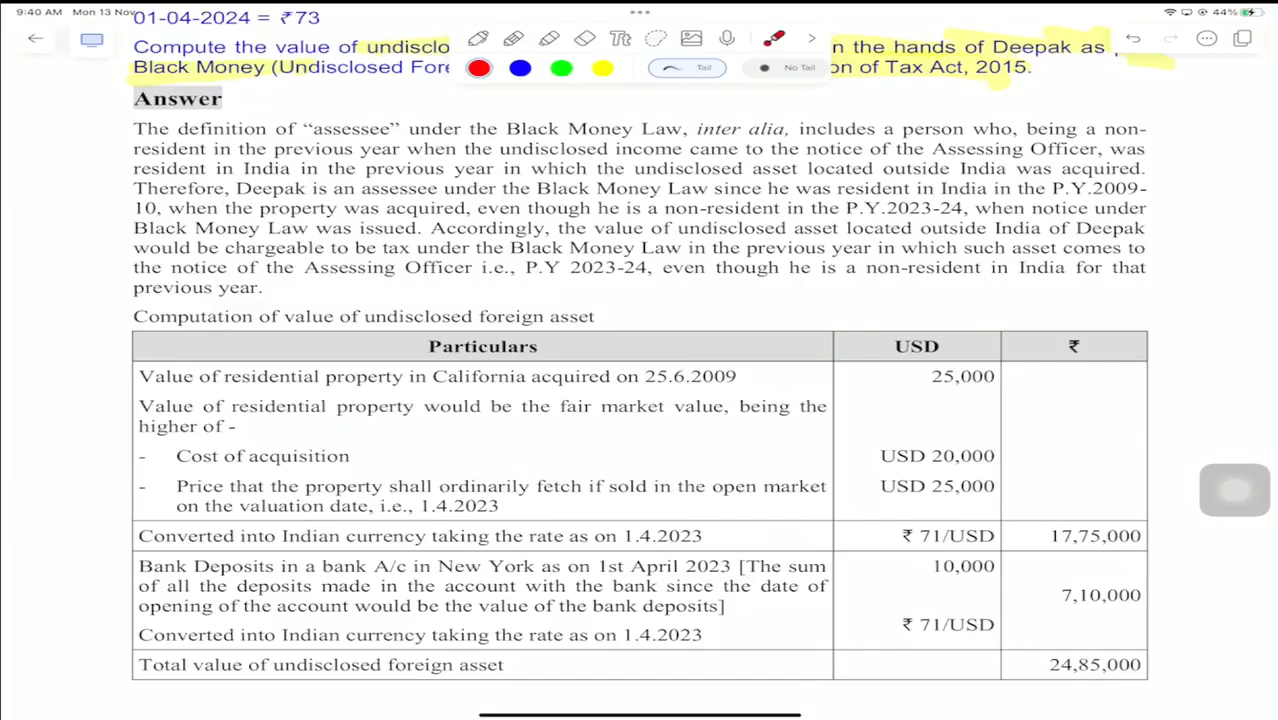 9:40 AM Mon 13 Nov
44%
01-04-2024 = ₹73
Compute the value of undisclo n the hands of Deepak as
Black Money (Undisclosed Fore on of Tax Act, 2015.
Tt
Tail
No Tail
Answer
The definition of “assessee” under the Black Money Law, inter alia, includes a person who, being a non-
resident in the previous year when the undisclosed income came to the notice of the Assessing Officer, was
resident in India in the previous year in which the undisclosed asset located outside India was acquired.
Therefore, Deepak is an assessee under the Black Money Law since he was resident in India in the P.Y.2009-
10, when the property was acquired, even though he is a non-resident in the P.Y.2023-24, when notice under
Black Money Law was issued. Accordingly, the value of undisclosed asset located outside India of Deepak
would be chargeable to be tax under the Black Money Law in the previous year in which such asset comes to
the notice of the Assessing Officer i.e., P.Y 2023-24, even though he is a non-resident in India for that
previous year.
Computation of value of undisclosed foreign asset
Particulars USD ₹
Value of residential property in California acquired on 25.6.2009 25,000
Value of residential property would be the fair market value, being the
higher of -
- Cost of acquisition USD 20,000
- Price that the property shall ordinarily fetch if sold in the open market USD 25,000
on the valuation date, i.e., 1.4.2023
Converted into Indian currency taking the rate as on 1.4.2023 ₹ 71/USD 17,75,000
Bank Deposits in a bank A/c in New York as on 1st April 2023 [The sum 10,000
of all the deposits made in the account with the bank since the date of
opening of the account would be the value of the bank deposits] 7,10,000
Converted into Indian currency taking the rate as on 1.4.2023 ₹ 71/USD
Total value of undisclosed foreign asset 24,85,000